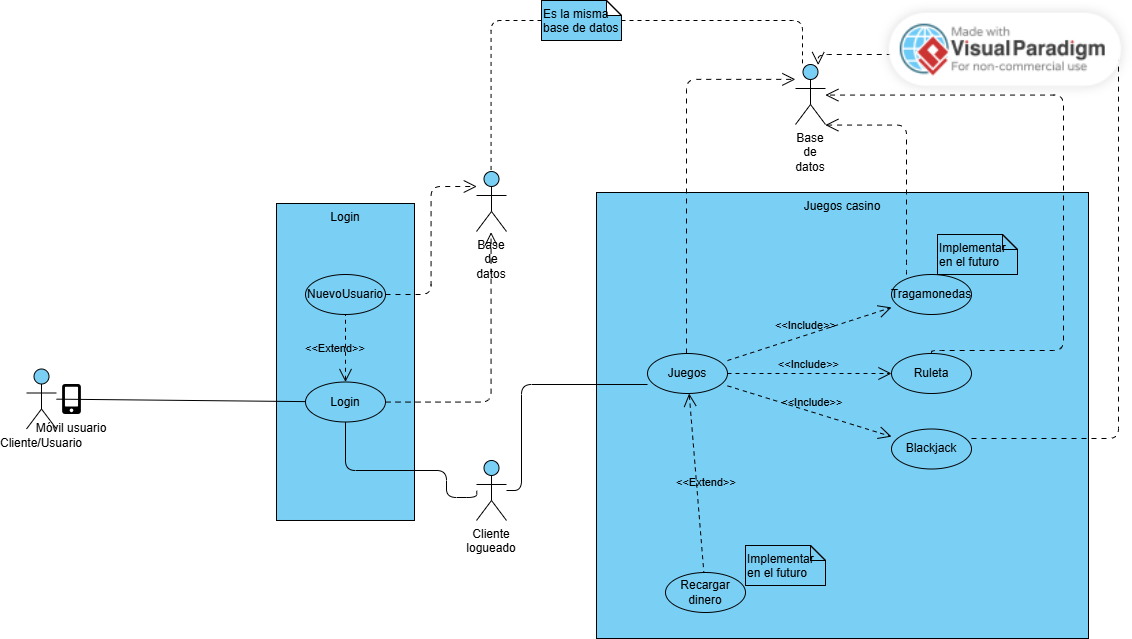 Es la misma
base de datos
Made with
Visual Paradigm
For non-commercial use
Base
de
datos
Login
Base
de
datos
NuevoUsuario
<<Extend>>
Login
Móvil usuario
Cliente/Usuario
Cliente
logueado
Juegos casino
Implementar
en el futuro
Tragamonedas
<<Include>>
<<Include>>
Juegos
Ruleta
<<Include>>
Blackjack
<<Extend>>
Implementar
en el futuro
Recargar
dinero